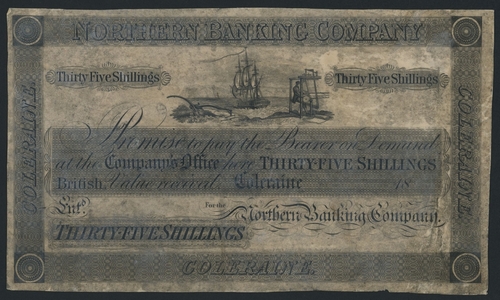 NORTHERN BANKING COMPANY
Thirty Five Shillings
Thirty Five Shillings
Promise to pay the Bearer on Demand
at the Company's Office here THIRTY-FIVE SHILLINGS
British, Value received. Coleraine 18
Ent.d
For the Northern Banking Company.
THIRTY-FIVE SHILLINGS
COLERAINE.
COLERAINE.
COLERAINE.